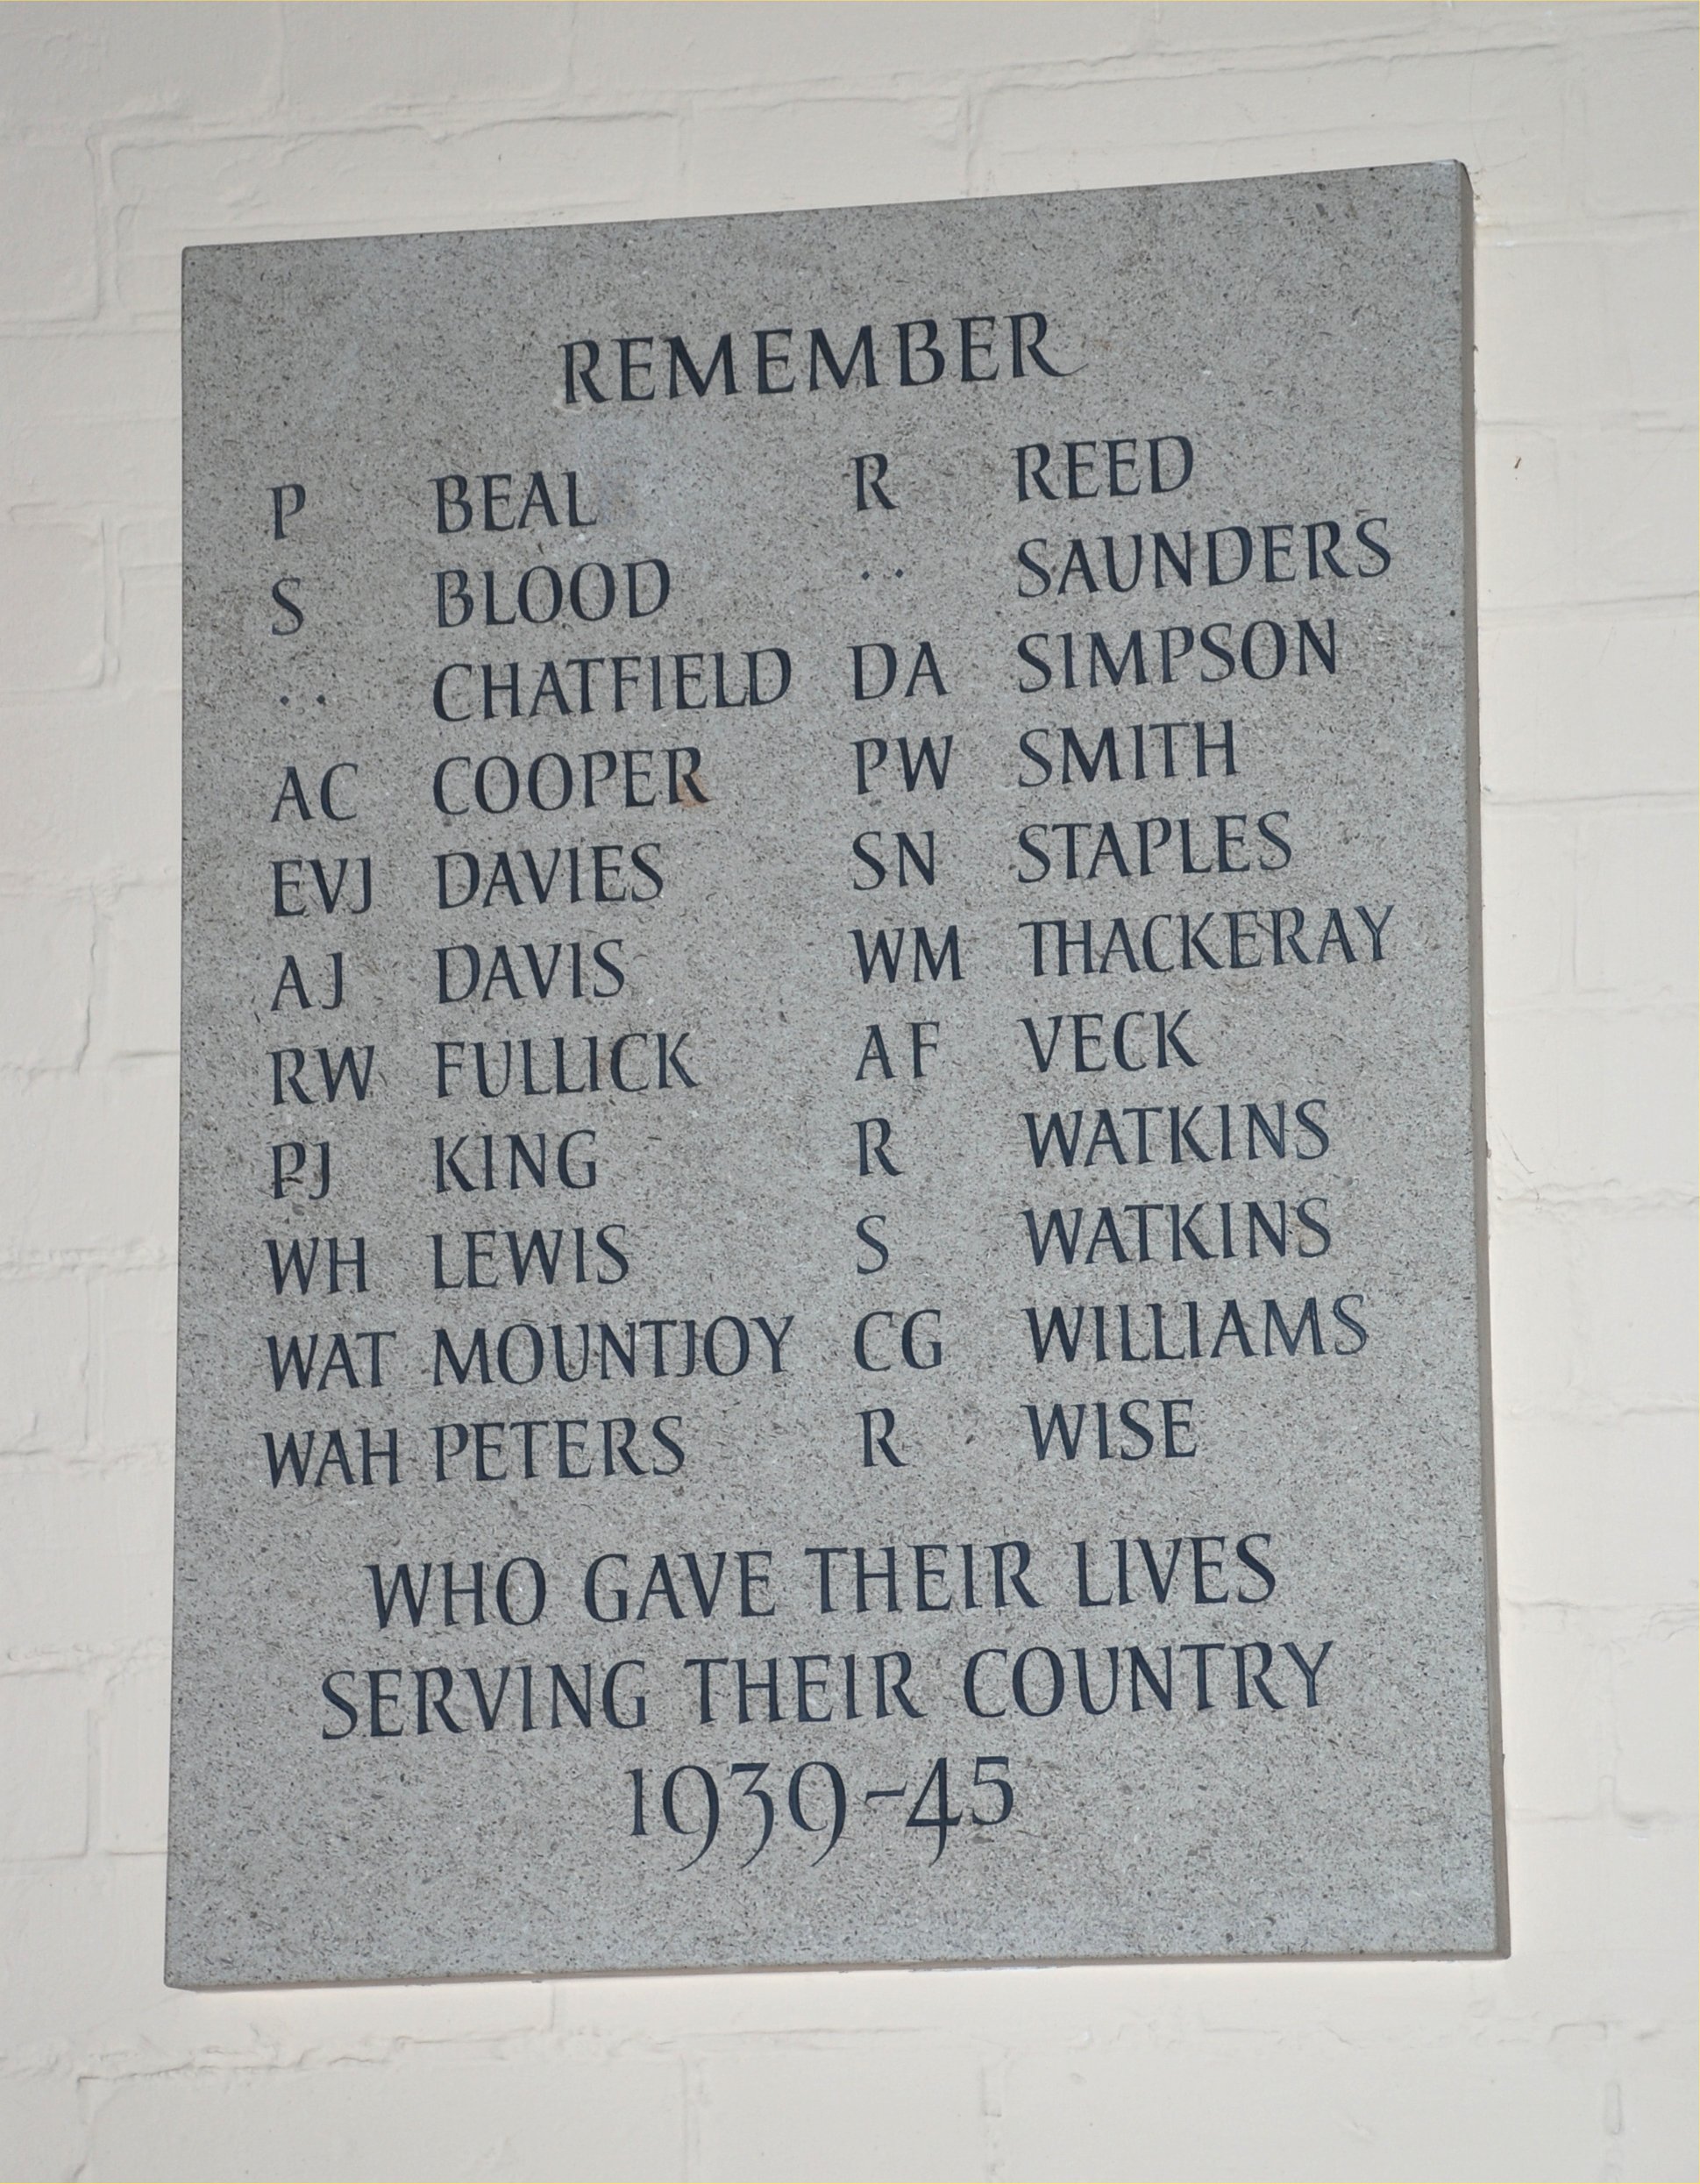 REMEMBER
P BEAL R REED
S BLOOD .. SAUNDERS
.. CHATFIELD DA SIMPSON
AC COOPER PW SMITH
EVJ DAVIES SN STAPLES
AJ DAVIS WM THACKERAY
RW FULLICK AF VECK
PJ KING R WATKINS
WH LEWIS S WATKINS
WAT MOUNTJOY CG WILLIAMS
WAH PETERS R WISE
WHO GAVE THEIR LIVES
SERVING THEIR COUNTRY
1939-45